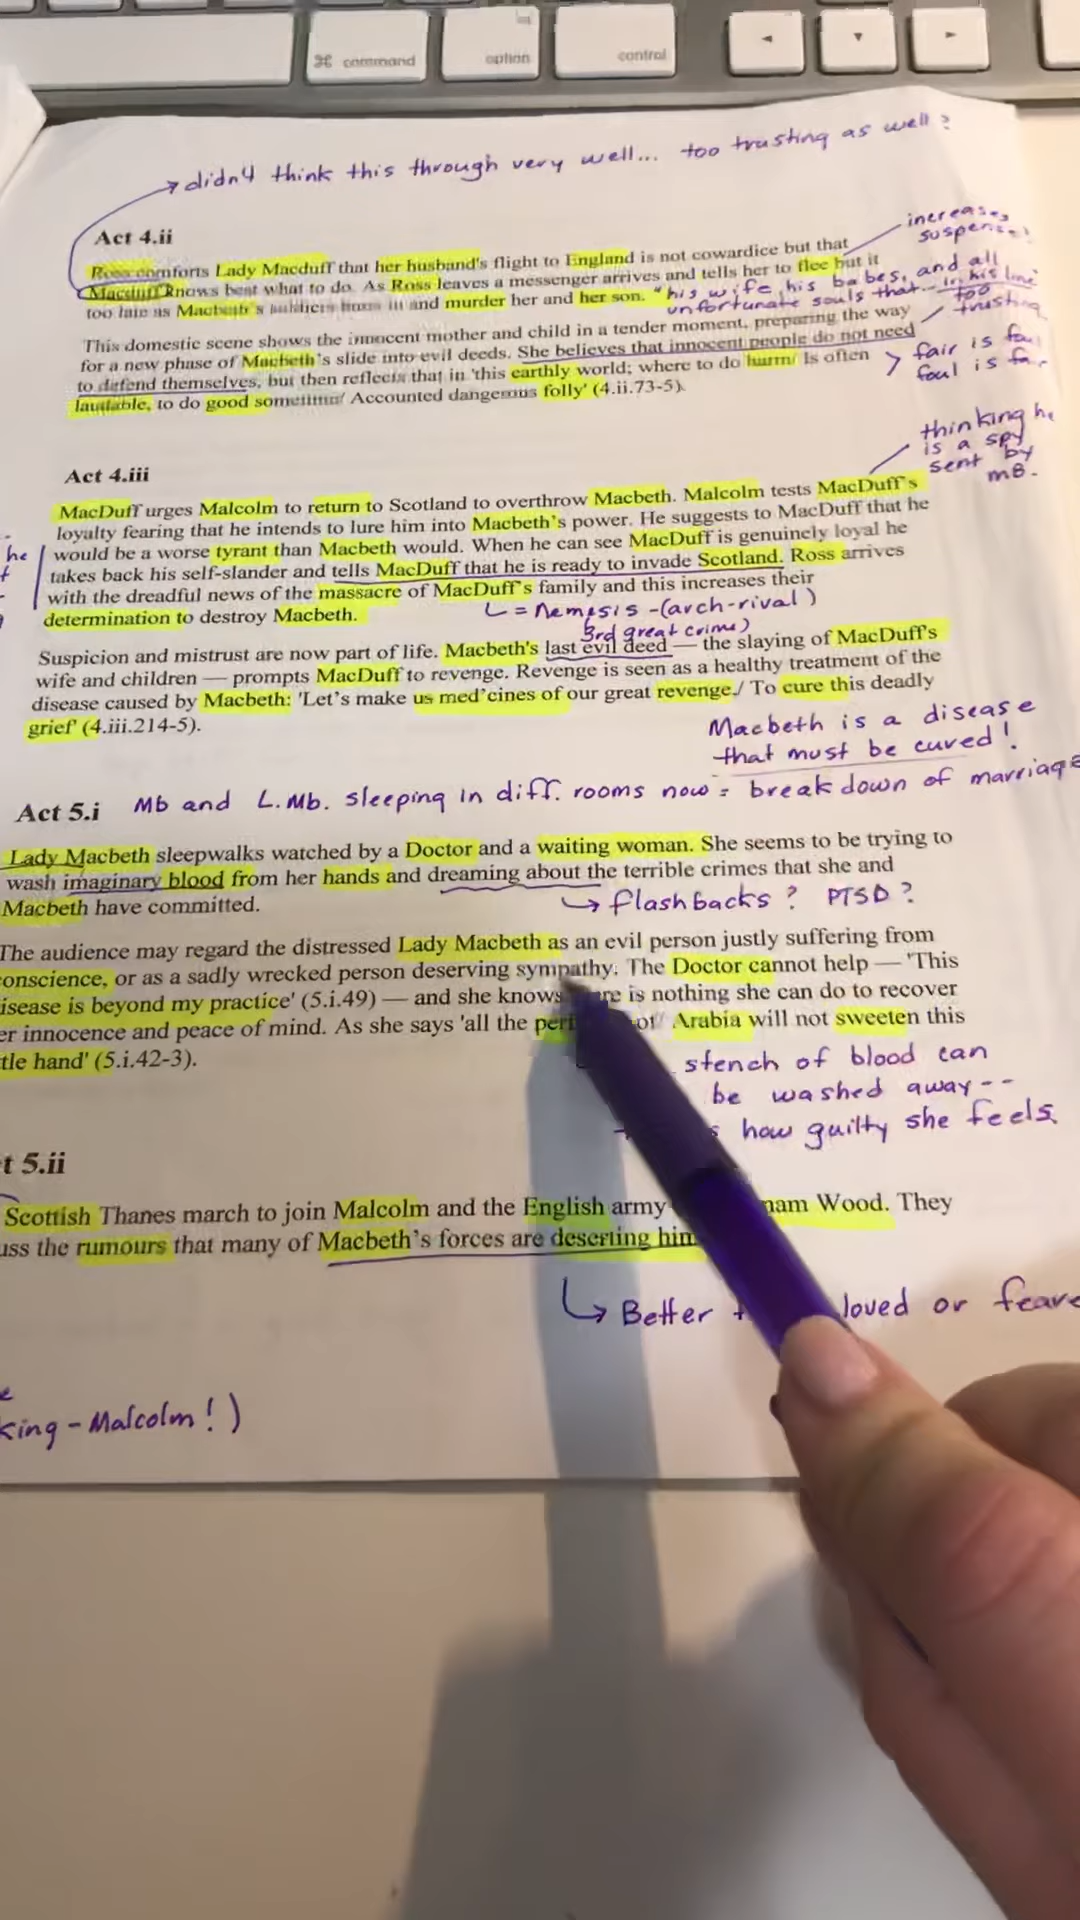 ⌘ command
option
control
◄
▼
►
didn't think this through very well... too trusting as well?
Act 4.ii
increases
suspense!
Ross comforts Lady Macduff that her husband's flight to England is not cowardice but that
Macduff knows best what to do. As Ross leaves a messenger arrives and tells her to flee but it
too late as Macbeth's soldiers burst in and murder her and her son.
"his wife, his babes, and all
unfortunate souls that... in his line"
too
trusting
This domestic scene shows the innocent mother and child in a tender moment, preparing the way
for a new phase of Macbeth's slide into evil deeds. She believes that innocent people do not need
to defend themselves, but then reflects that in 'this earthly world; where to do harm/ Is often
laudable, to do good sometime/ Accounted dangerous folly' (4.ii.73-5).
fair is foul
foul is fair
Act 4.iii
thinking he
is a spy
sent by
mB.
MacDuff urges Malcolm to return to Scotland to overthrow Macbeth. Malcolm tests MacDuff's
loyalty fearing that he intends to lure him into Macbeth's power. He suggests to MacDuff that he
would be a worse tyrant than Macbeth would. When he can see MacDuff is genuinely loyal he
takes back his self-slander and tells MacDuff that he is ready to invade Scotland. Ross arrives
with the dreadful news of the massacre of MacDuff's family and this increases their
determination to destroy Macbeth.
he
= nemesis - (arch-rival)
3rd great crime)
Suspicion and mistrust are now part of life. Macbeth's last evil deed — the slaying of MacDuff's
wife and children — prompts MacDuff to revenge. Revenge is seen as a healthy treatment of the
disease caused by Macbeth: 'Let's make us med'cines of our great revenge./ To cure this deadly
grief' (4.iii.214-5).
Macbeth is a disease
that must be cured!
Act 5.i
Mb and L.Mb. sleeping in diff. rooms now = breakdown of marriage
Lady Macbeth sleepwalks watched by a Doctor and a waiting woman. She seems to be trying to
wash imaginary blood from her hands and dreaming about the terrible crimes that she and
Macbeth have committed.
flashbacks? PTSD?
The audience may regard the distressed Lady Macbeth as an evil person justly suffering from
onscience, or as a sadly wrecked person deserving sympathy. The Doctor cannot help — 'This
isease is beyond my practice' (5.i.49) — and she knows is nothing she can do to recover
er innocence and peace of mind. As she says 'all the perf of Arabia will not sweeten this
tle hand' (5.i.42-3).
stench of blood can
be washed away--
how guilty she feels.
t 5.ii
Scottish Thanes march to join Malcolm and the English army nam Wood. They
uss the rumours that many of Macbeth's forces are deserting him
Better loved or feare
king - Malcolm!)